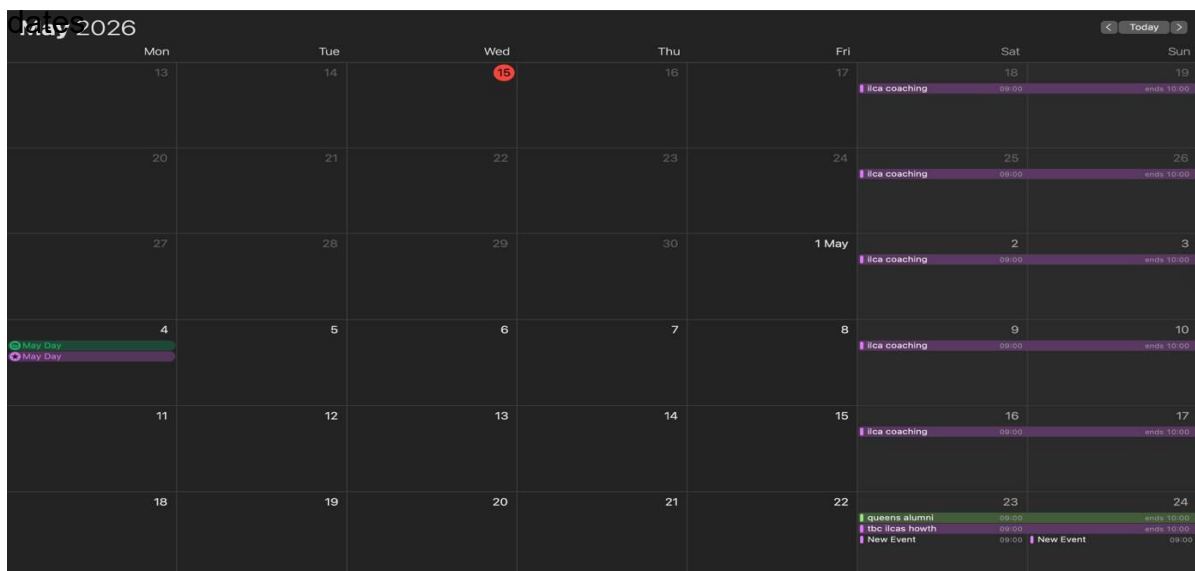 dates
May 2026
< Today >
Mon Tue Wed Thu Fri Sat Sun
13 14 15 16 17 18 19
ilca coaching 09:00 ends 10:00
20 21 22 23 24 25 26
ilca coaching 09:00 ends 10:00
27 28 29 30 1 May 2 3
ilca coaching 09:00 ends 10:00
4 5 6 7 8 9 10
May Day ilca coaching 09:00 ends 10:00
May Day
11 12 13 14 15 16 17
ilca coaching 09:00 ends 10:00
18 19 20 21 22 23 24
queens alumni 09:00 ends 10:00
tbc ilcas howth 09:00 ends 10:00
New Event 09:00 New Event 09:00